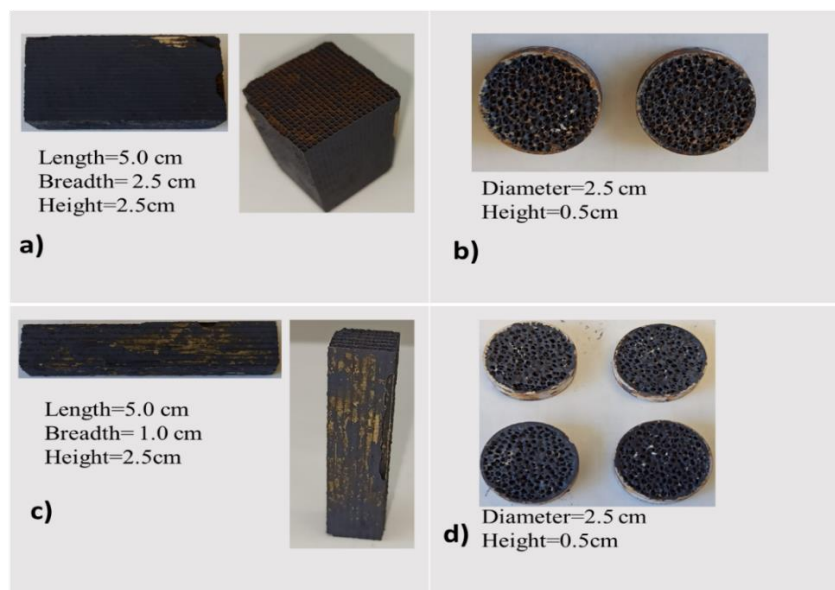 Length=5.0 cm
Breadth= 2.5 cm
Height=2.5cm
a)
Diameter=2.5 cm
Height=0.5cm
b)
Length=5.0 cm
Breadth= 1.0 cm
Height=2.5cm
c)
Diameter=2.5 cm
d) Height=0.5cm